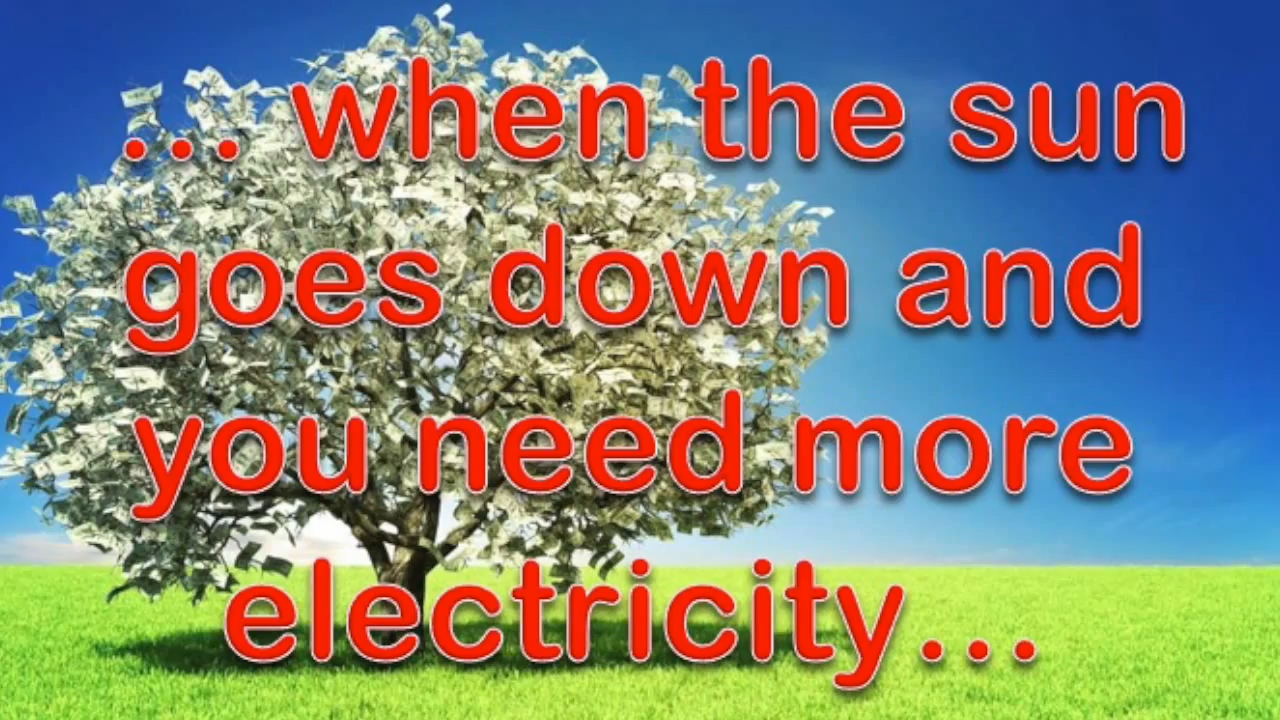 ... when the sun
goes down and
you need more
electricity...